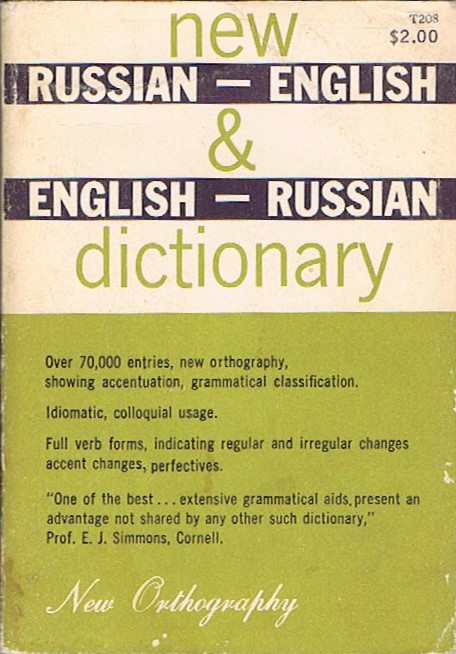 new
T208
$2.00
RUSSIAN – ENGLISH
&
ENGLISH – RUSSIAN
dictionary
Over 70,000 entries, new orthography,
showing accentuation, grammatical classification.
Idiomatic, colloquial usage.
Full verb forms, indicating regular and irregular changes
accent changes, perfectives.
“One of the best...extensive grammatical aids present an
advantage not shared by any other such dictionary,”
Prof. E. J. Simmons, Cornell.
New Orthography